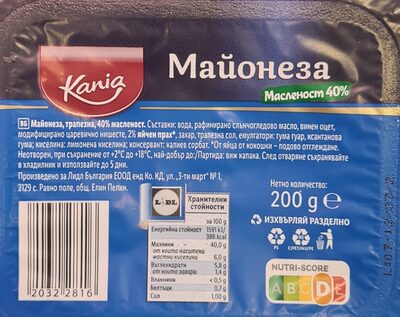 Kania
Майонеза
Масленост 40%
BG Майонеза, трапезна, 40% масленост. Съставки: вода, рафинирано слънчогледово масло, винен оцет,
модифицирано царевично нишесте, 2% яйчен прах*, захар, трапезна сол, емулгатори: гума гуар, ксантанова
гума; киселина: лимонена киселина; консервант: калиев сорбат. *От яйца от кокошки – подово отглеждане.
Неотворен, при съхранение от +2°С до +18°С, най-добър до:/Партида: виж капака. След отваряне съхранявайте
в хладилник и използвайте до 5 дни.
Произведено за Лидл България ЕООД енд Ко. КД, ул. „3-ти март" № 1,
2129 с. Равно поле, общ. Елин Пелин.
LIDL
Хранителни
стойности
за 100 g
Енергийна стойност 1591 kJ/
386 kcal
Мазнини 40,0 g
от които наситени
мастни киселини 6,0 g
Въглехидрати 5,8 g
от които захари 1,4 g
Влакнини < 0,5 g
Белтъци 0,7 g
Сол 1,00 g
Нетно количество:
200 g e
ИЗХВЪРЛЯЙ РАЗДЕЛНО
NUTRI-SCORE
A B C D E
2032 2816